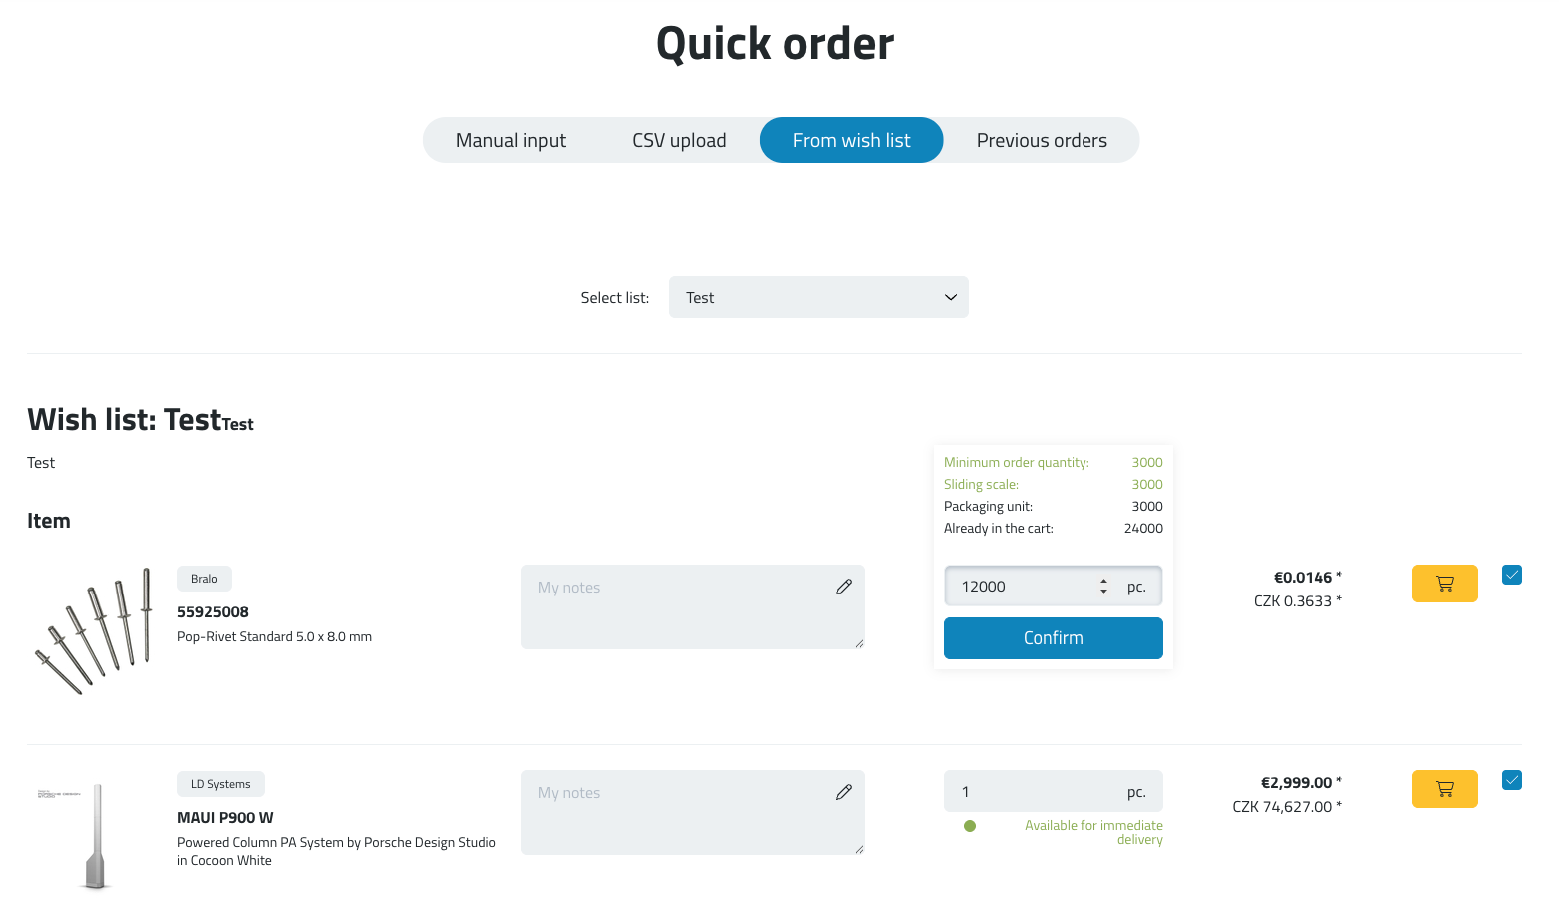 Quick order
Manual input
CSV upload
From wish list
Previous orders
Select list:
Test
Wish list: TestTest
Test
Item
Minimum order quantity: 3000
Sliding scale: 3000
Packaging unit: 3000
Already in the cart: 24000
Bralo
55925008
Pop-Rivet Standard 5.0 x 8.0 mm
My notes
12000 pc.
Confirm
€0.0146 *
CZK 0.3633 *
LD Systems
MAUI P900 W
Powered Column PA System by Porsche Design Studio
in Cocoon White
My notes
1 pc.
Available for immediate
delivery
€2,999.00 *
CZK 74,627.00 *